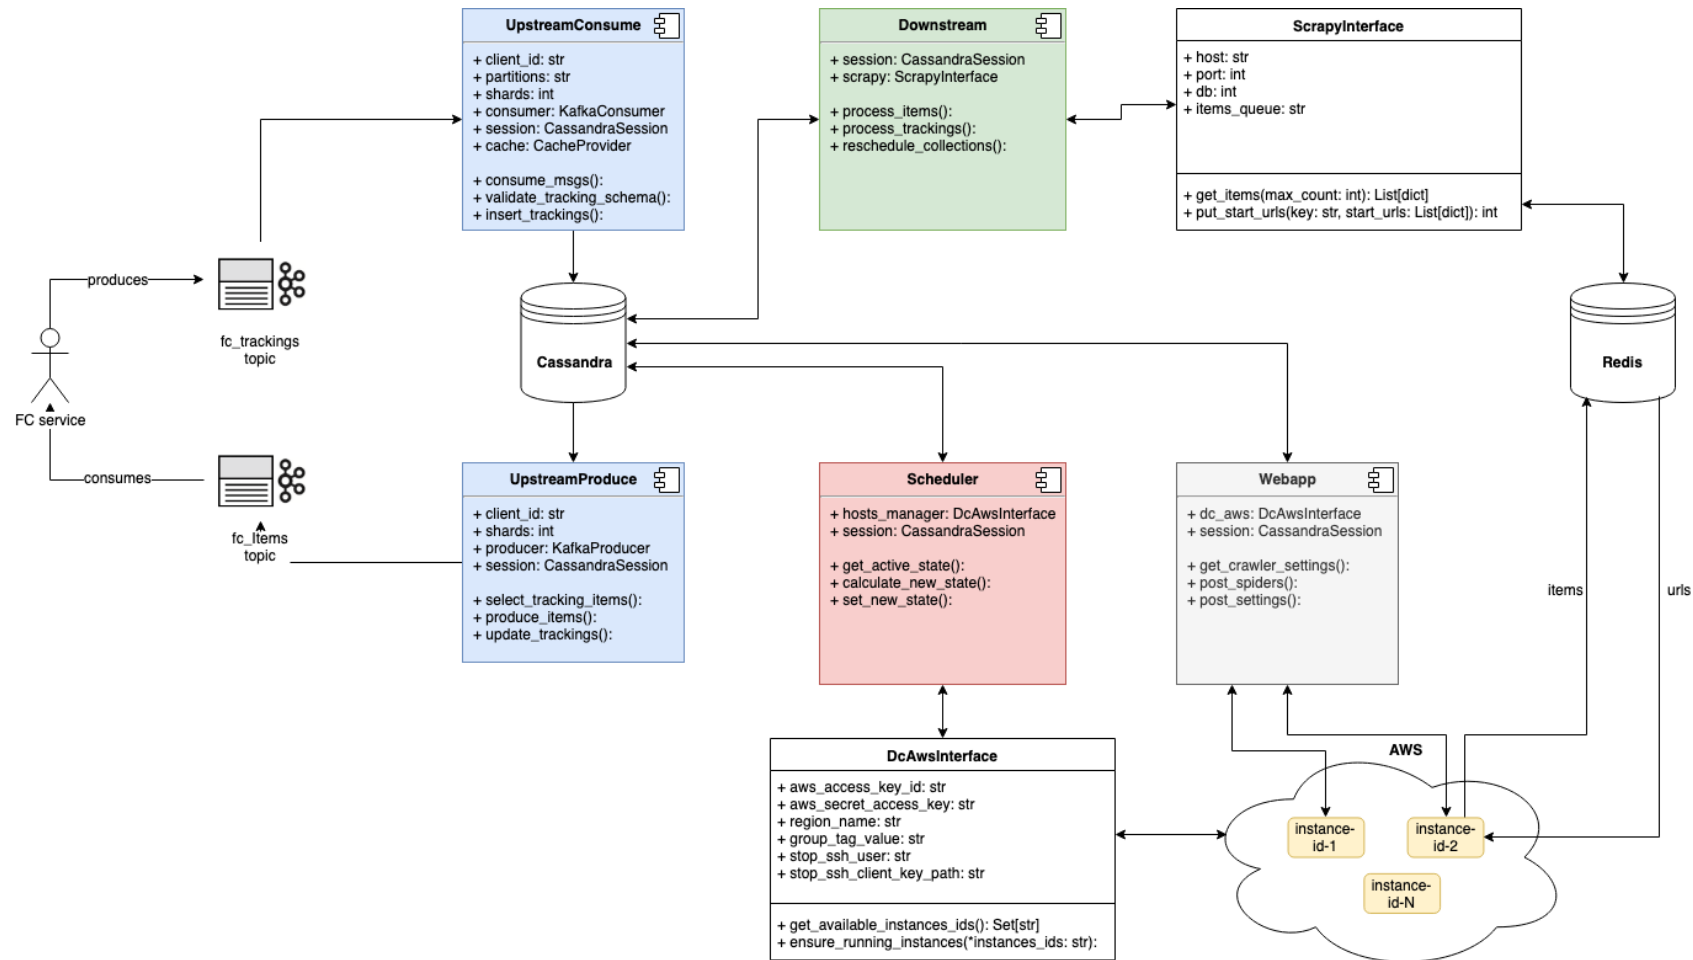 UpstreamConsume
+ client_id: str
+ partitions: str
+ shards: int
+ consumer: KafkaConsumer
+ session: CassandraSession
+ cache: CacheProvider
+ consume_msgs():
+ validate_tracking_schema():
+ insert_trackings():
Downstream
+ session: CassandraSession
+ scrapy: ScrapyInterface
+ process_items():
+ process_trackings():
+ reschedule_collections():
ScrapyInterface
+ host: str
+ port: int
+ db: int
+ items_queue: str
+ get_items(max_count: int): List[dict]
+ put_start_urls(key: str, start_urls: List[dict]): int
produces
fc_trackings
topic
FC service
consumes
fc_Items
topic
Cassandra
Redis
UpstreamProduce
+ client_id: str
+ shards: int
+ producer: KafkaProducer
+ session: CassandraSession
+ select_tracking_items():
+ produce_items():
+ update_trackings():
Scheduler
+ hosts_manager: DcAwsInterface
+ session: CassandraSession
+ get_active_state():
+ calculate_new_state():
+ set_new_state():
Webapp
+ dc_aws: DcAwsInterface
+ session: CassandraSession
+ get_crawler_settings():
+ post_spiders():
+ post_settings():
items
urls
DcAwsInterface
+ aws_access_key_id: str
+ aws_secret_access_key: str
+ region_name: str
+ group_tag_value: str
+ stop_ssh_user: str
+ stop_ssh_client_key_path: str
+ get_available_instances_ids(): Set[str]
+ ensure_running_instances(*instances_ids: str):
AWS
instance-
id-1
instance-
id-2
instance-
id-N